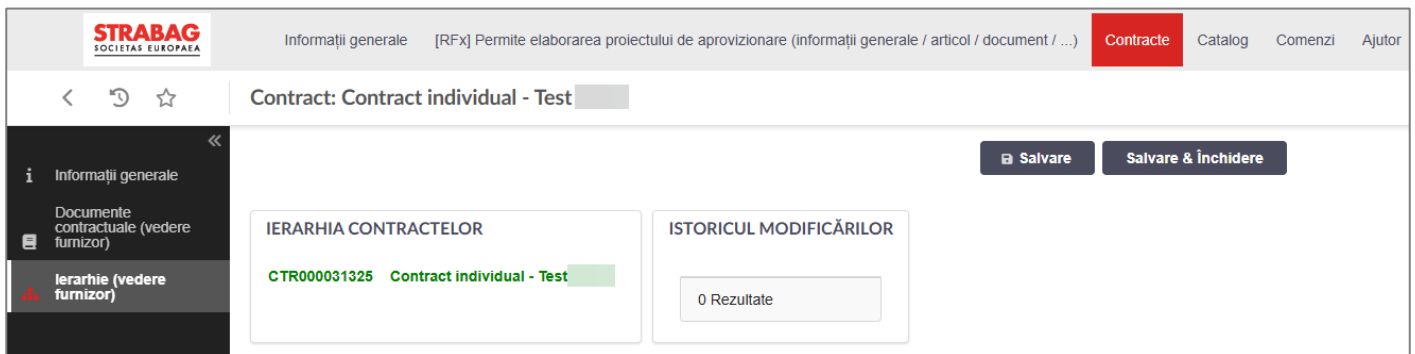 STRABAG
SOCIETAS EUROPAEA
Informații generale [RFx] Permite elaborarea proiectului de aprovizionare (informații generale / articol / document / ...) Contracte Catalog Comenzi Ajutor
Contract: Contract individual - Test
Salvare Salvare & Închidere
Informații generale
Documente
contractuale (vedere
furnizor)
Ierarhie (vedere
furnizor)
IERARHIA CONTRACTELOR
CTR000031325 Contract individual - Test
ISTORICUL MODIFICĂRILOR
0 Rezultate